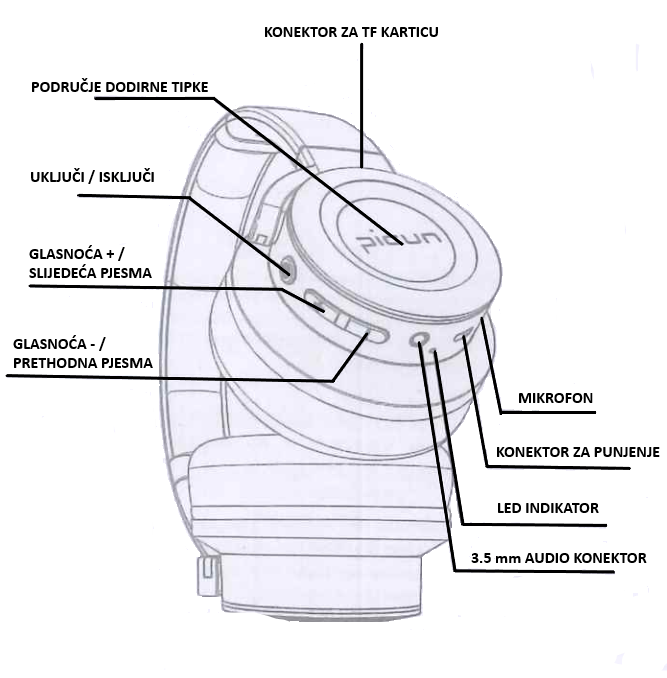 KONEKTOR ZA TF KARTICU
PODRUČJE DODIRNE TIPKE
UKLJUČI / ISKLJUČI
GLASNOĆA + /
SLIJEDEĆA PJESMA
GLASNOĆA - /
PRETHODNA PJESMA
picun
MIKROFON
KONEKTOR ZA PUNJENJE
LED INDIKATOR
3.5 mm AUDIO KONEKTOR